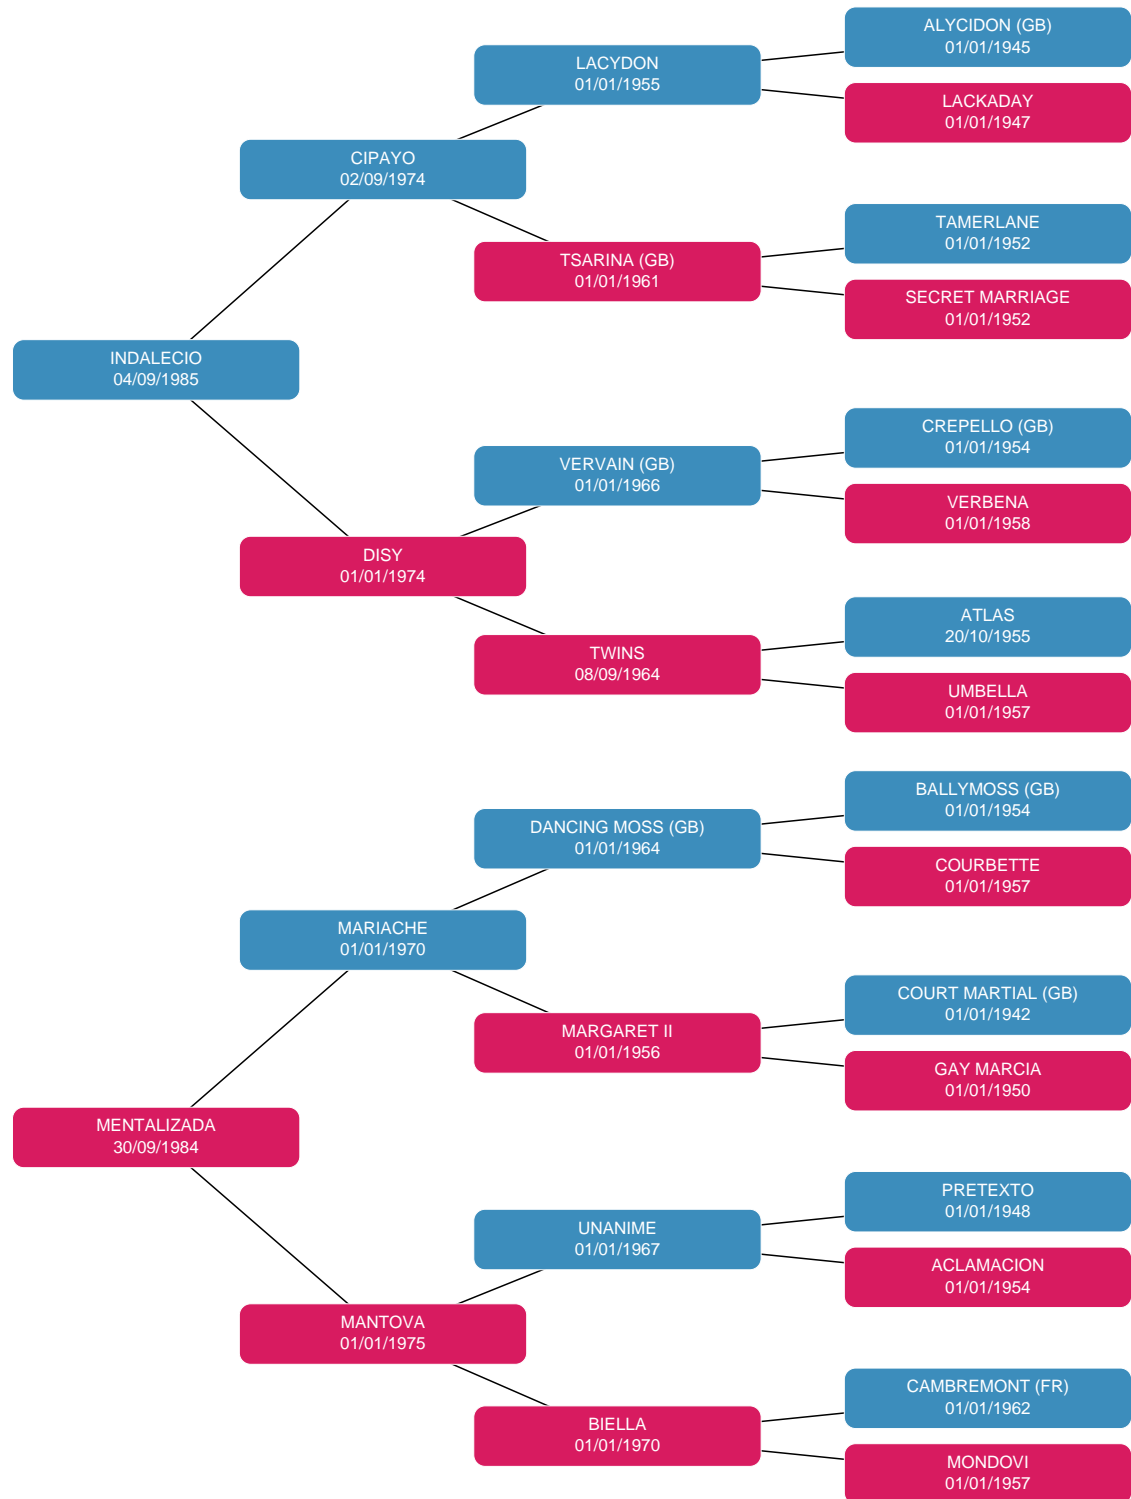 ALYCIDON (GB)
01/01/1945
LACYDON
01/01/1955
LACKADAY
01/01/1947
CIPAYO
02/09/1974
TAMERLANE
01/01/1952
TSARINA (GB)
01/01/1961
SECRET MARRIAGE
01/01/1952
INDALECIO
04/09/1985
CREPELLO (GB)
01/01/1954
VERVAIN (GB)
01/01/1966
VERBENA
01/01/1958
DISY
01/01/1974
ATLAS
20/10/1955
TWINS
08/09/1964
UMBELLA
01/01/1957
BALLYMOSS (GB)
01/01/1954
DANCING MOSS (GB)
01/01/1964
COURBETTE
01/01/1957
MARIACHE
01/01/1970
COURT MARTIAL (GB)
01/01/1942
MARGARET II
01/01/1956
GAY MARCIA
01/01/1950
MENTALIZADA
30/09/1984
PRETEXTO
01/01/1948
UNANIME
01/01/1967
ACLAMACION
01/01/1954
MANTOVA
01/01/1975
CAMBREMONT (FR)
01/01/1962
BIELLA
01/01/1970
MONDOVI
01/01/1957